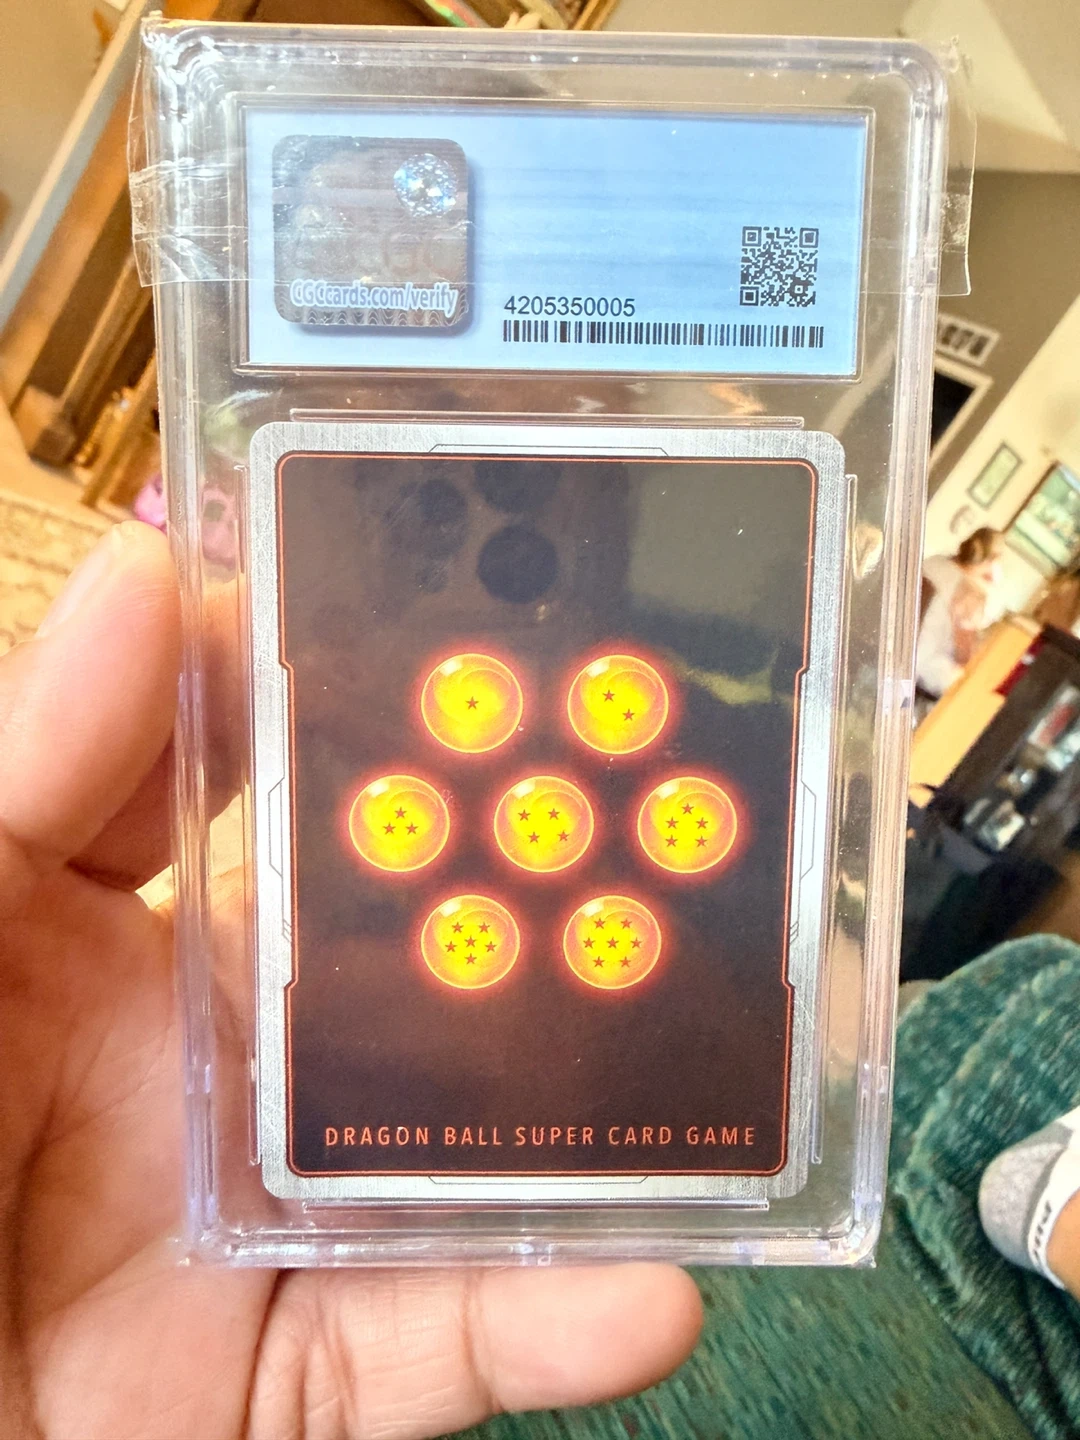 CGCcards.com/verify
4205350005
DRAGON BALL SUPER CARD GAME